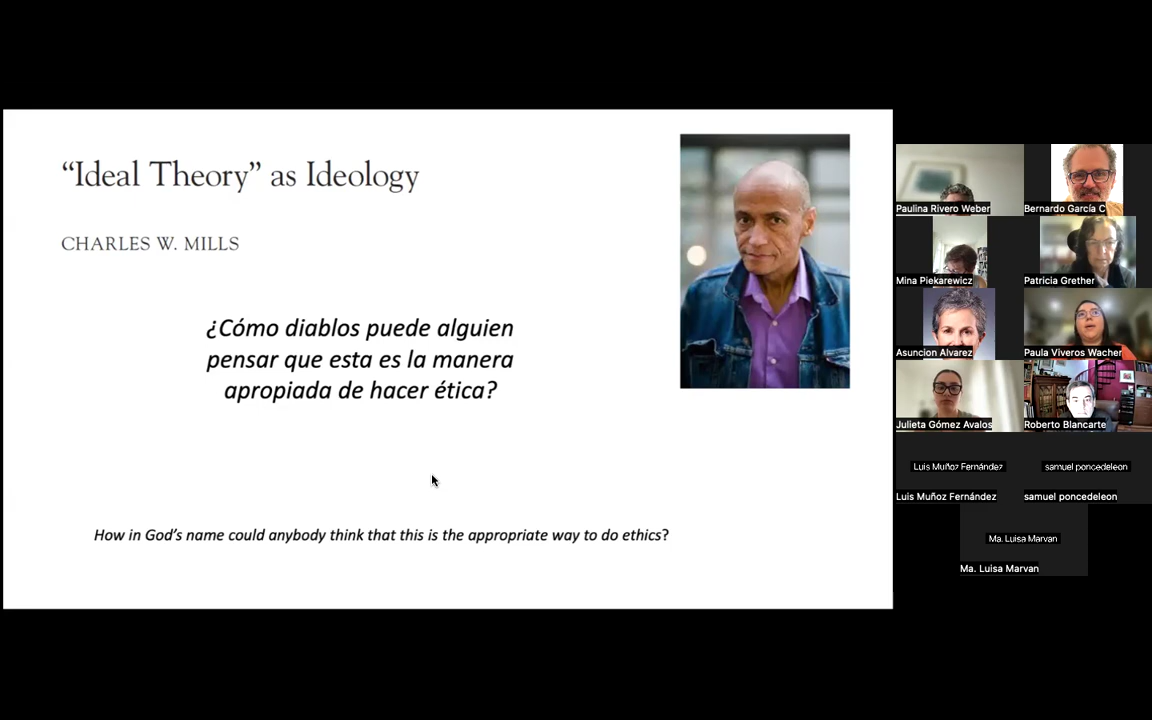 “Ideal Theory” as Ideology
CHARLES W. MILLS
¿Cómo diablos puede alguien
pensar que esta es la manera
apropiada de hacer ética?
How in God’s name could anybody think that this is the appropriate way to do ethics?
Paulina Rivero Weber
Bernardo García C
Mina Piekarewicz
Patricia Grether
Asuncion Alvarez
Paula Viveros Wacher
Julieta Gómez Avalos
Roberto Blancarte
Luis Muñoz Fernández
samuel poncedeleon
Luis Muñoz Fernández
samuel poncedeleon
Ma. Luisa Marvan
Ma. Luisa Marvan